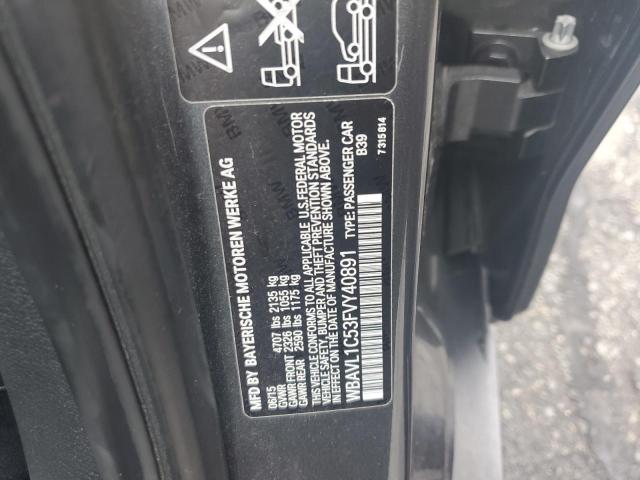 MFD BY BAYERISCHE MOTOREN WERKE AG
06/15
GVWR 4707 lbs 2135 kg
GAWR FRONT 2326 lbs 1055 kg
GAWR REAR 2590 lbs 1175 kg
THIS VEHICLE CONFORMS TO ALL APPLICABLE U.S. FEDERAL MOTOR
VEHICLE SAFETY, BUMPER AND THEFT PREVENTION STANDARDS
IN EFFECT ON THE DATE OF MANUFACTURE SHOWN ABOVE.
WBAVL1C53FVY40891 TYPE: PASSENGER CAR
B39
7315814